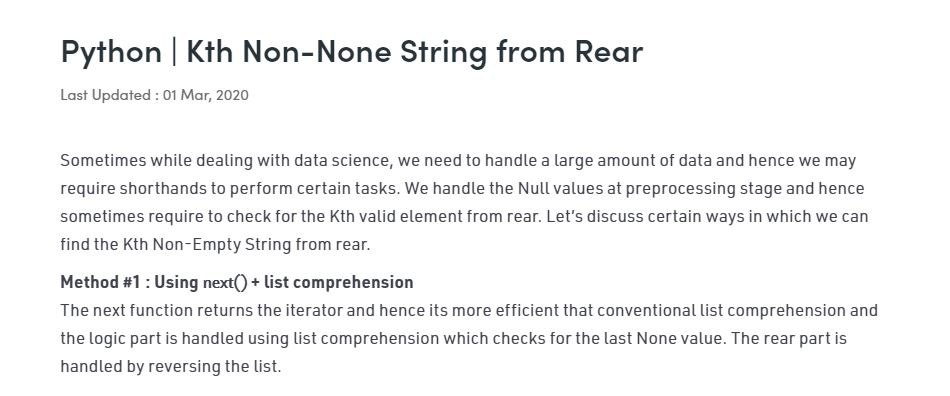 Python | Kth Non-None String from Rear
Last Updated : 01 Mar, 2020
Sometimes while dealing with data science, we need to handle a large amount of data and hence we may
require shorthands to perform certain tasks. We handle the Null values at preprocessing stage and hence
sometimes require to check for the Kth valid element from rear. Let’s discuss certain ways in which we can
find the Kth Non-Empty String from rear.
Method #1 : Using next() + list comprehension
The next function returns the iterator and hence its more efficient that conventional list comprehension and
the logic part is handled using list comprehension which checks for the last None value. The rear part is
handled by reversing the list.